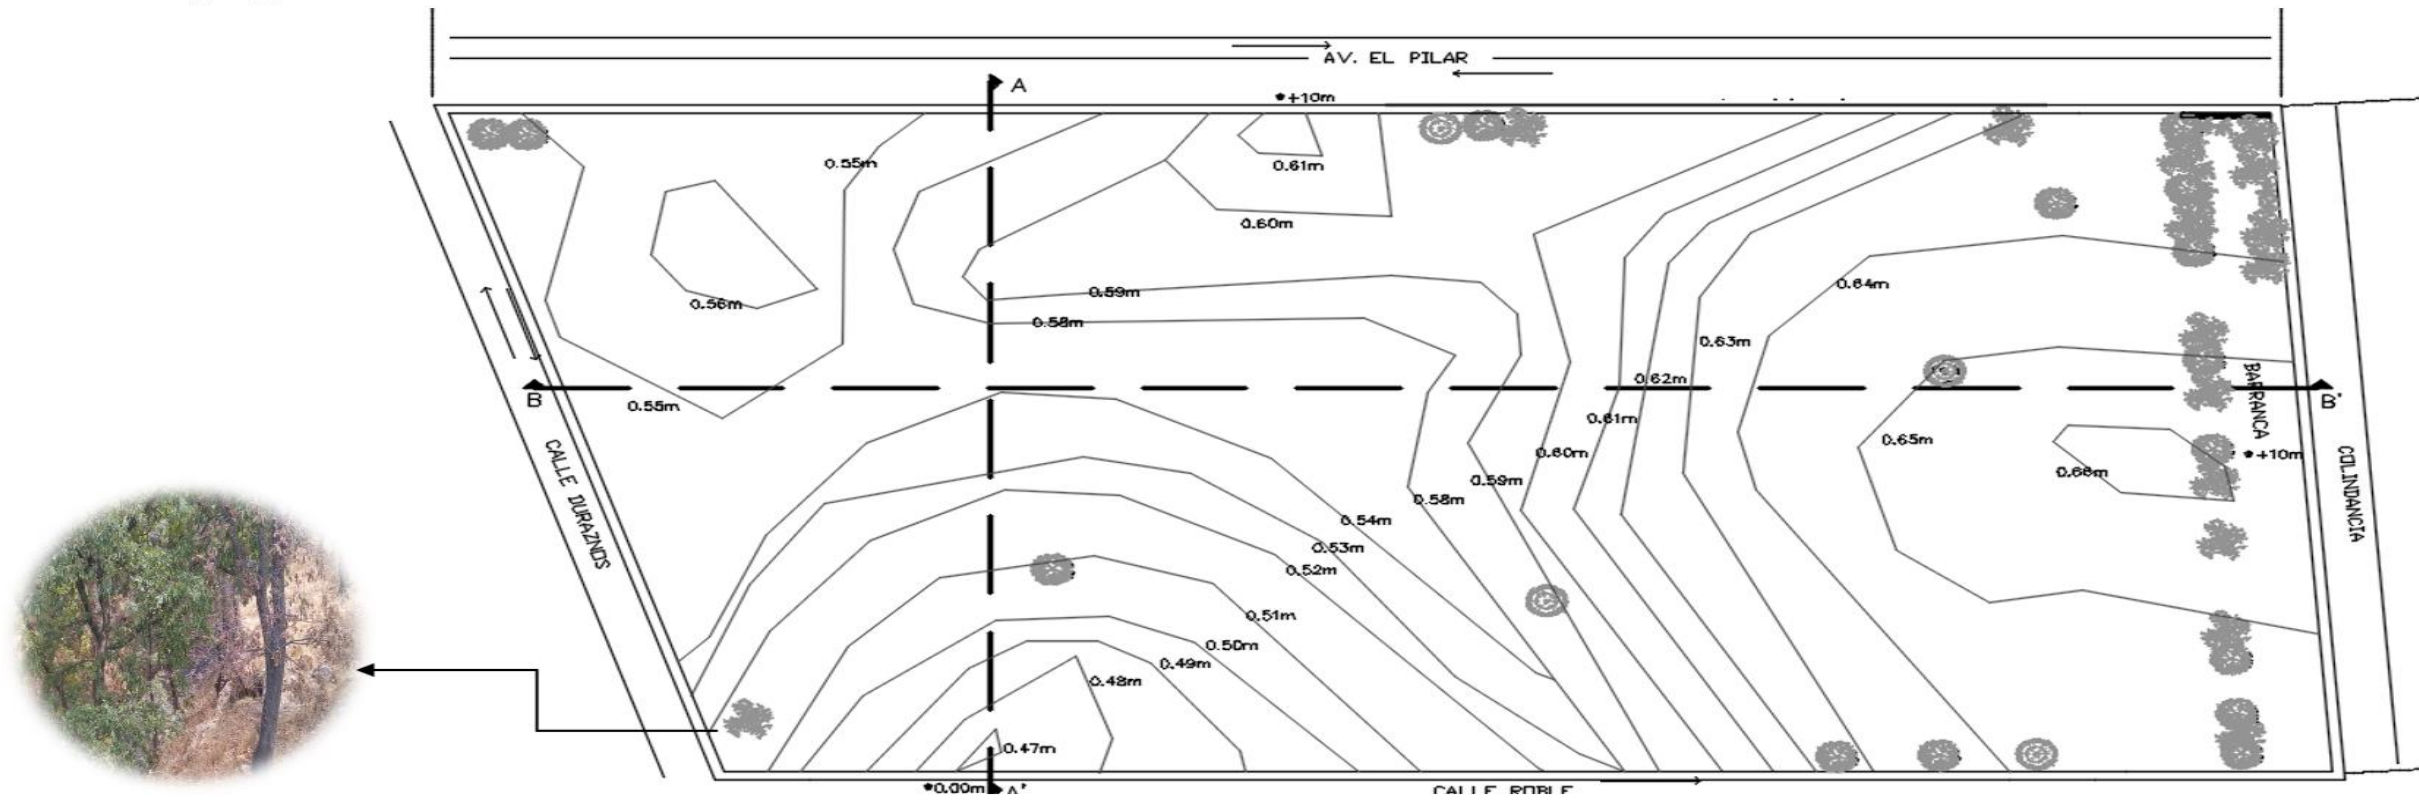 AV. EL PILAR
A
*+10m
0.55m
0.61m
0.60m
0.64m
0.56m
0.59m
0.58m
0.63m
0.62m
B
0.55m
B'
BARRANCA
0.61m
0.65m
0.60m
*+10m
0.66m
0.59m
0.58m
CALLE DURAZNOS
COLINDANCIA
0.54m
0.53m
0.52m
0.51m
0.50m
0.49m
0.48m
0.47m
*0.00m
A'
CALLE ROBLE